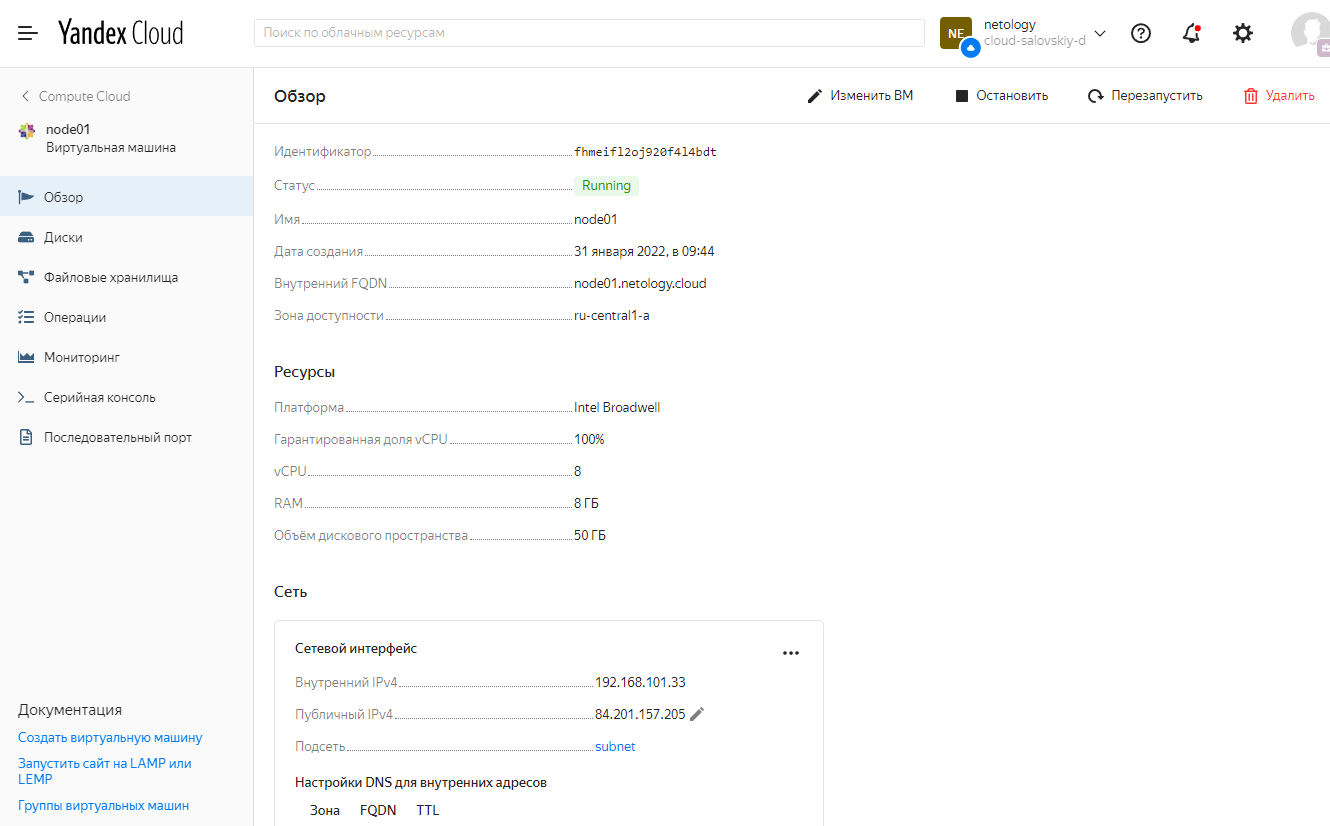 Yandex Cloud
Поиск по облачным ресурсам
NE
netology
cloud-salovskiy-d
Compute Cloud
node01
Виртуальная машина
Обзор
Диски
Файловые хранилища
Операции
Мониторинг
Серийная консоль
Последовательный порт
Документация
Создать виртуальную машину
Запустить сайт на LAMP или
LEMP
Группы виртуальных машин
Обзор
Изменить ВМ
Остановить
Перезапустить
Удалить
Идентификатор fhmeifl2oj920f4l4bdt
Статус Running
Имя node01
Дата создания 31 января 2022, в 09:44
Внутренний FQDN node01.netology.cloud
Зона доступности ru-central1-a
Ресурсы
Платформа Intel Broadwell
Гарантированная доля vCPU 100%
vCPU 8
RAM 8 ГБ
Объём дискового пространства 50 ГБ
Сеть
Сетевой интерфейс
Внутренний IPv4 192.168.101.33
Публичный IPv4 84.201.157.205
Подсеть subnet
Настройки DNS для внутренних адресов
Зона FQDN TTL